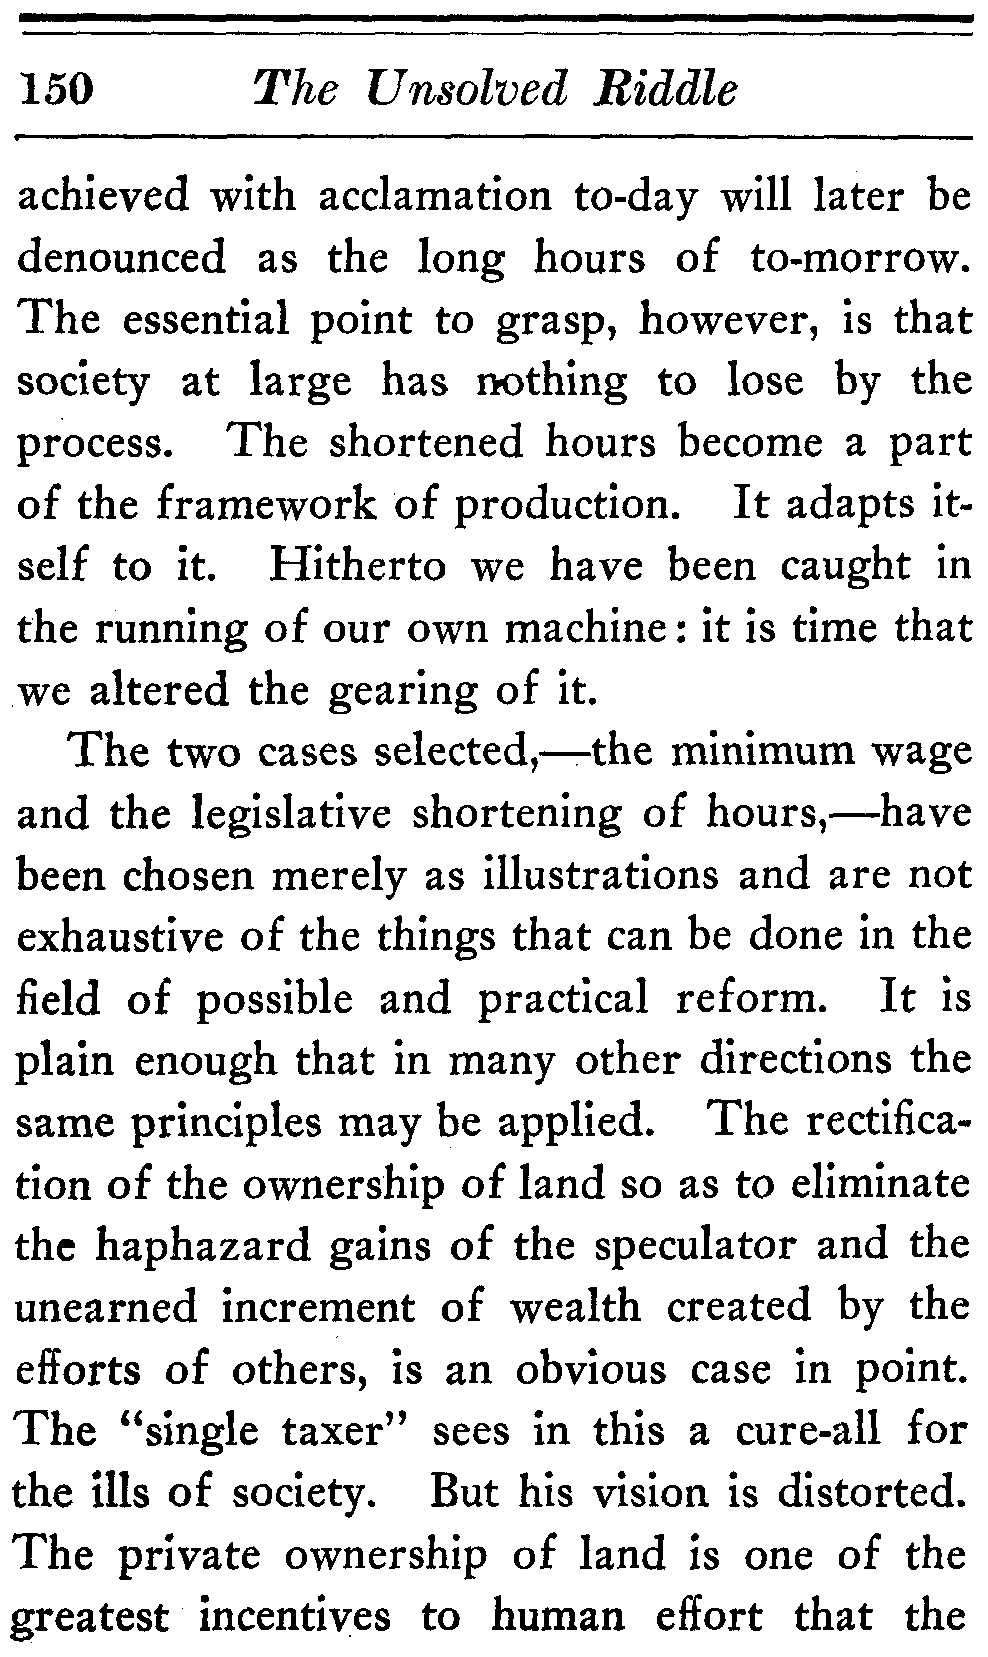 150 The Unsolved Riddle
achieved with acclamation to-day will later be
denounced as the long hours of to-morrow.
The essential point to grasp, however, is that
society at large has nothing to lose by the
process. The shortened hours become a part
of the framework of production. It adapts it-
self to it. Hitherto we have been caught in
the running of our own machine: it is time that
we altered the gearing of it.
The two cases selected,—the minimum wage
and the legislative shortening of hours,—have
been chosen merely as illustrations and are not
exhaustive of the things that can be done in the
field of possible and practical reform. It is
plain enough that in many other directions the
same principles may be applied. The rectifica-
tion of the ownership of land so as to eliminate
the haphazard gains of the speculator and the
unearned increment of wealth created by the
efforts of others, is an obvious case in point.
The "single taxer" sees in this a cure-all for
the ills of society. But his vision is distorted.
The private ownership of land is one of the
greatest incentives to human effort that the